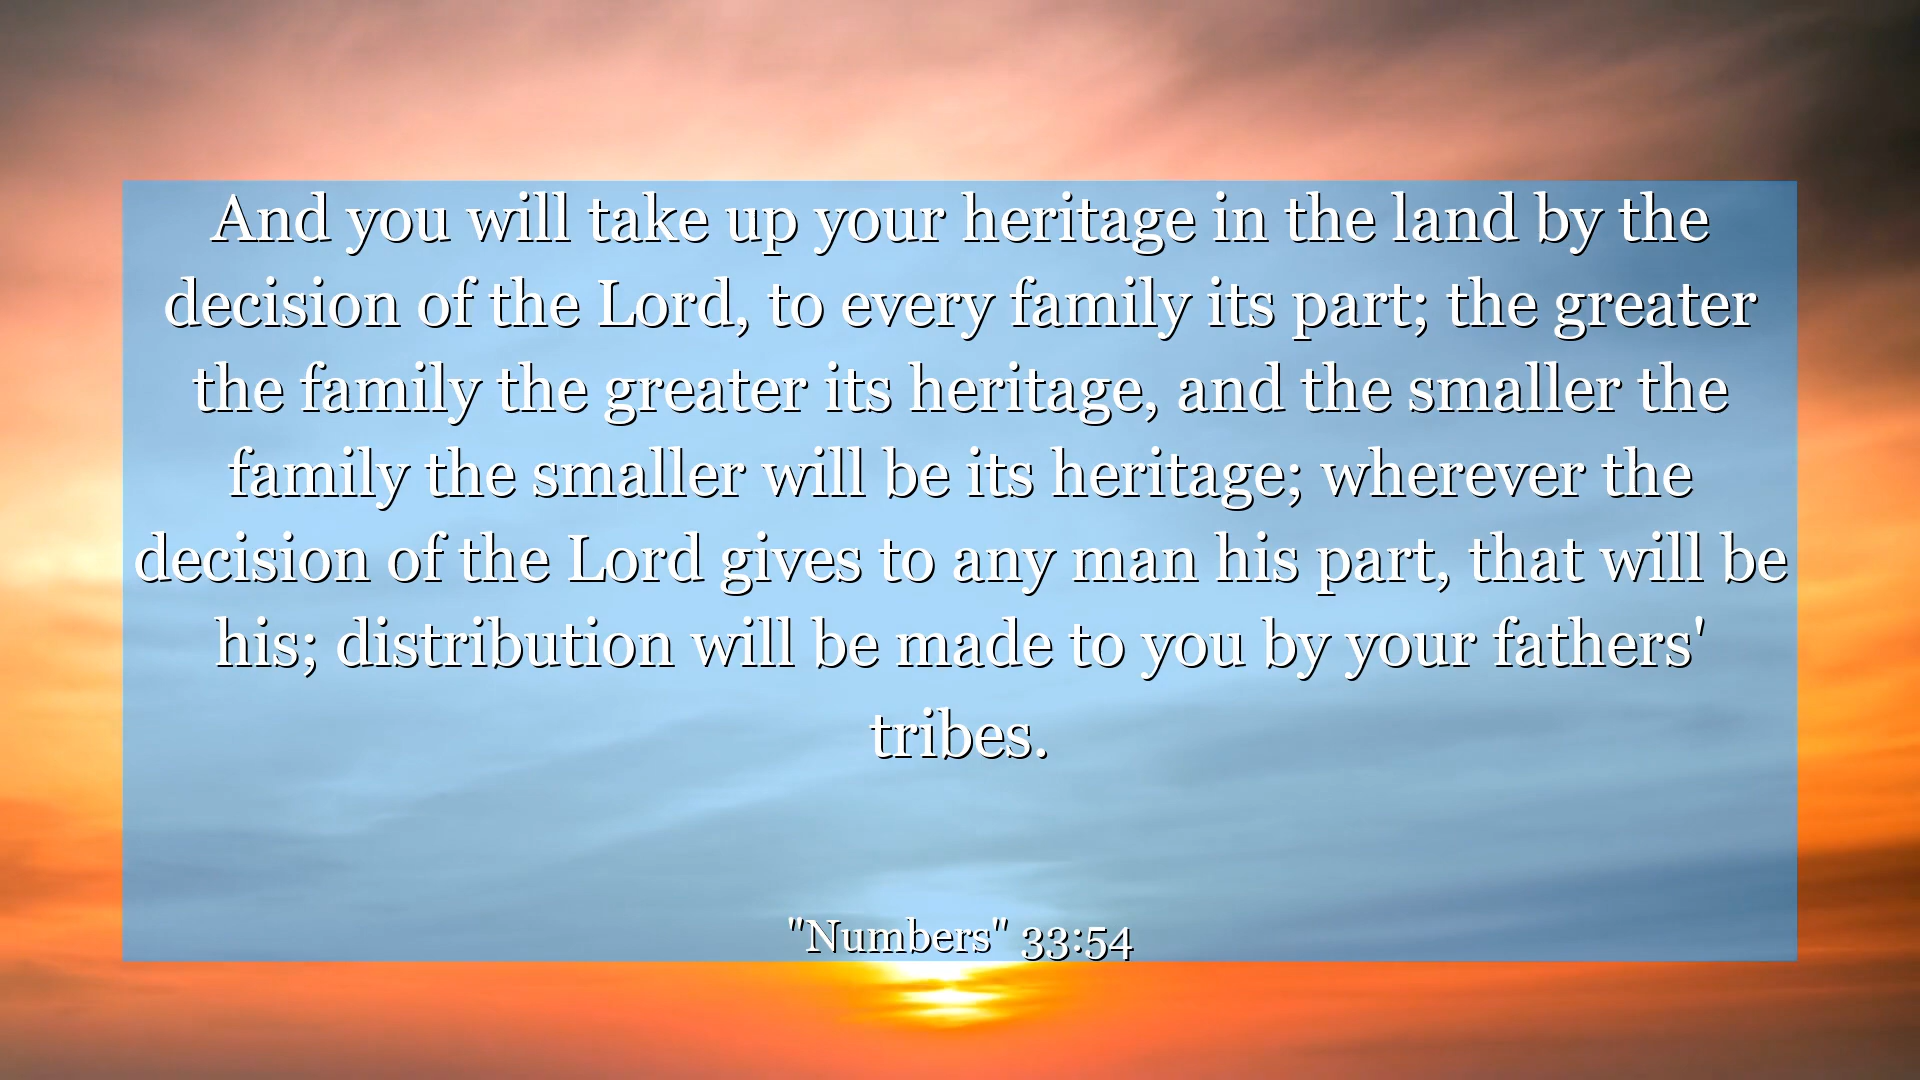 And you will take up your heritage in the land by the
decision of the Lord, to every family its part; the greater
the family the greater its heritage, and the smaller the
family the smaller will be its heritage; wherever the
decision of the Lord gives to any man his part, that will be
his; distribution will be made to you by your fathers'
tribes.
"Numbers" 33:54